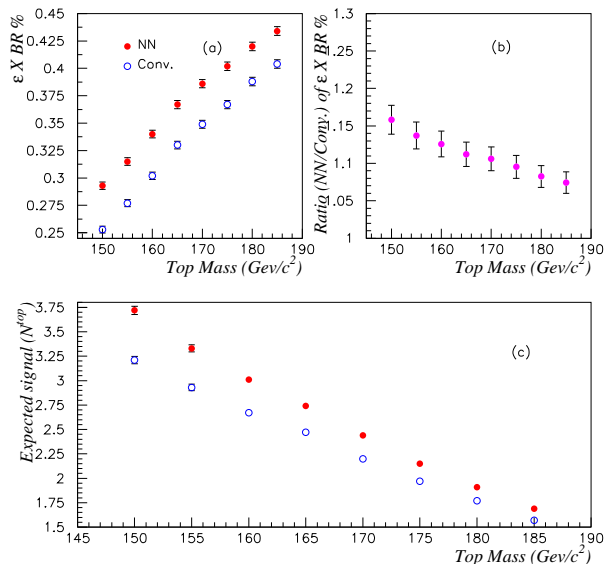 ε X BR %
0.45
0.425
0.4
0.375
0.35
0.325
0.3
0.275
0.25
(a)
NN
Conv.
150 160 170 180 190
Top Mass (Gev/c²)
Ratio (NN/Conv.) of ε X BR %
1.3
1.25
1.2
1.15
1.1
1.05
1
(b)
150 160 170 180 190
Top Mass (Gev/c²)
Expected signal (N^top)
3.75
3.5
3.25
3
2.75
2.5
2.25
2
1.75
1.5
(c)
145 150 155 160 165 170 175 180 185 190
Top Mass (Gev/c²)